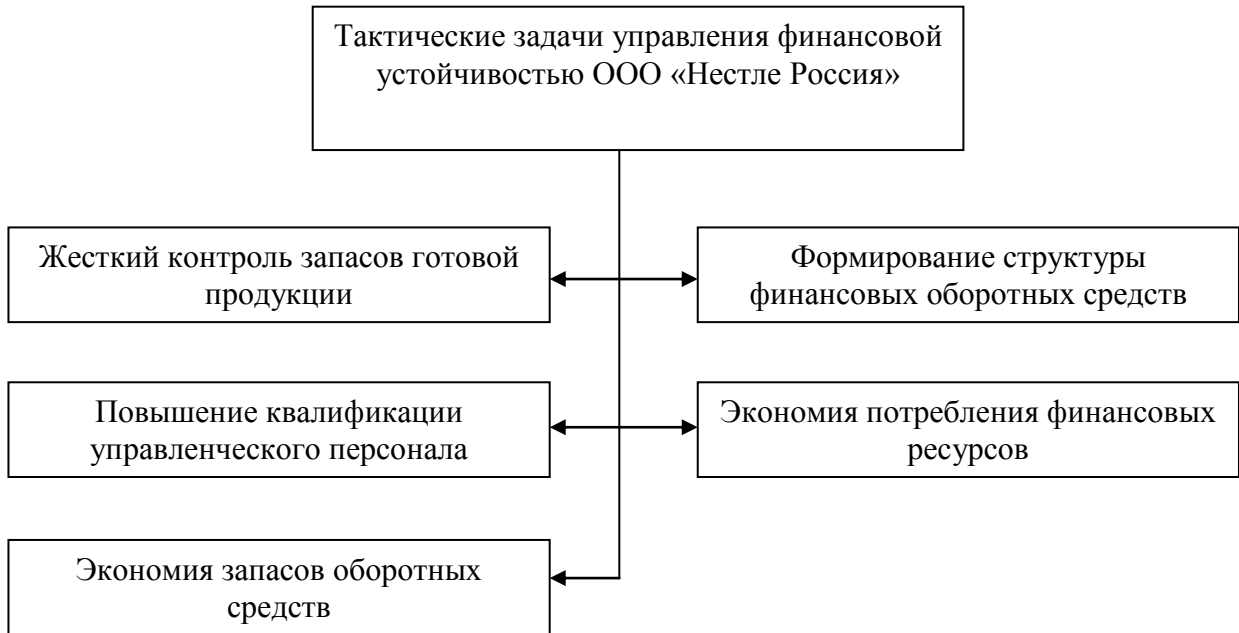 Тактические задачи управления финансовой
устойчивостью ООО «Нестле Россия»
Жесткий контроль запасов готовой
продукции
Формирование структуры
финансовых оборотных средств
Повышение квалификации
управленческого персонала
Экономия потребления финансовых
ресурсов
Экономия запасов оборотных
средств